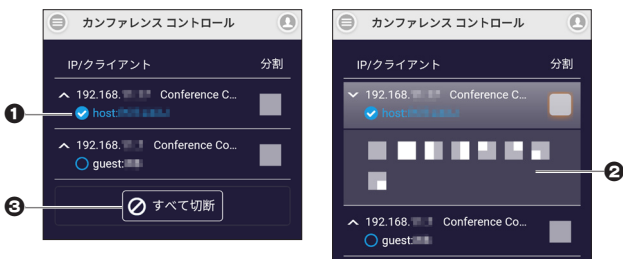 カンファレンス コントロール
IP/クライアント 分割
192.168. Conference C...
❶ host:
192.168. Conference Co...
guest:
❸ すべて切断
カンファレンス コントロール
IP/クライアント 分割
192.168. Conference C...
host:
❷
192.168. Conference Co...
guest: